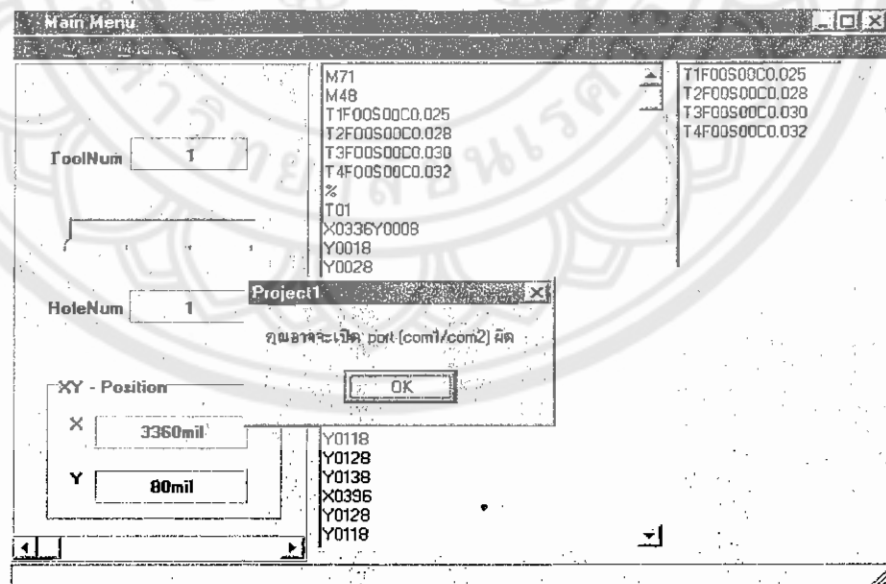 Main Menu
ToolNum
1
HoleNum
1
XY - Position
X
3360mil
Y
80mil
M71
M48
T1F00S00C0.025
T2F00S00C0.028
T3F00S00C0.030
T4F00S00C0.032
%
T01
X0336Y0008
Y0018
Y0028
Y0118
Y0128
Y0138
X0396
Y0128
Y0118
T1F00S00C0.025
T2F00S00C0.028
T3F00S00C0.030
T4F00S00C0.032
Project1
คุณอาจจะเปิด port (com1/com2) ผิด
OK